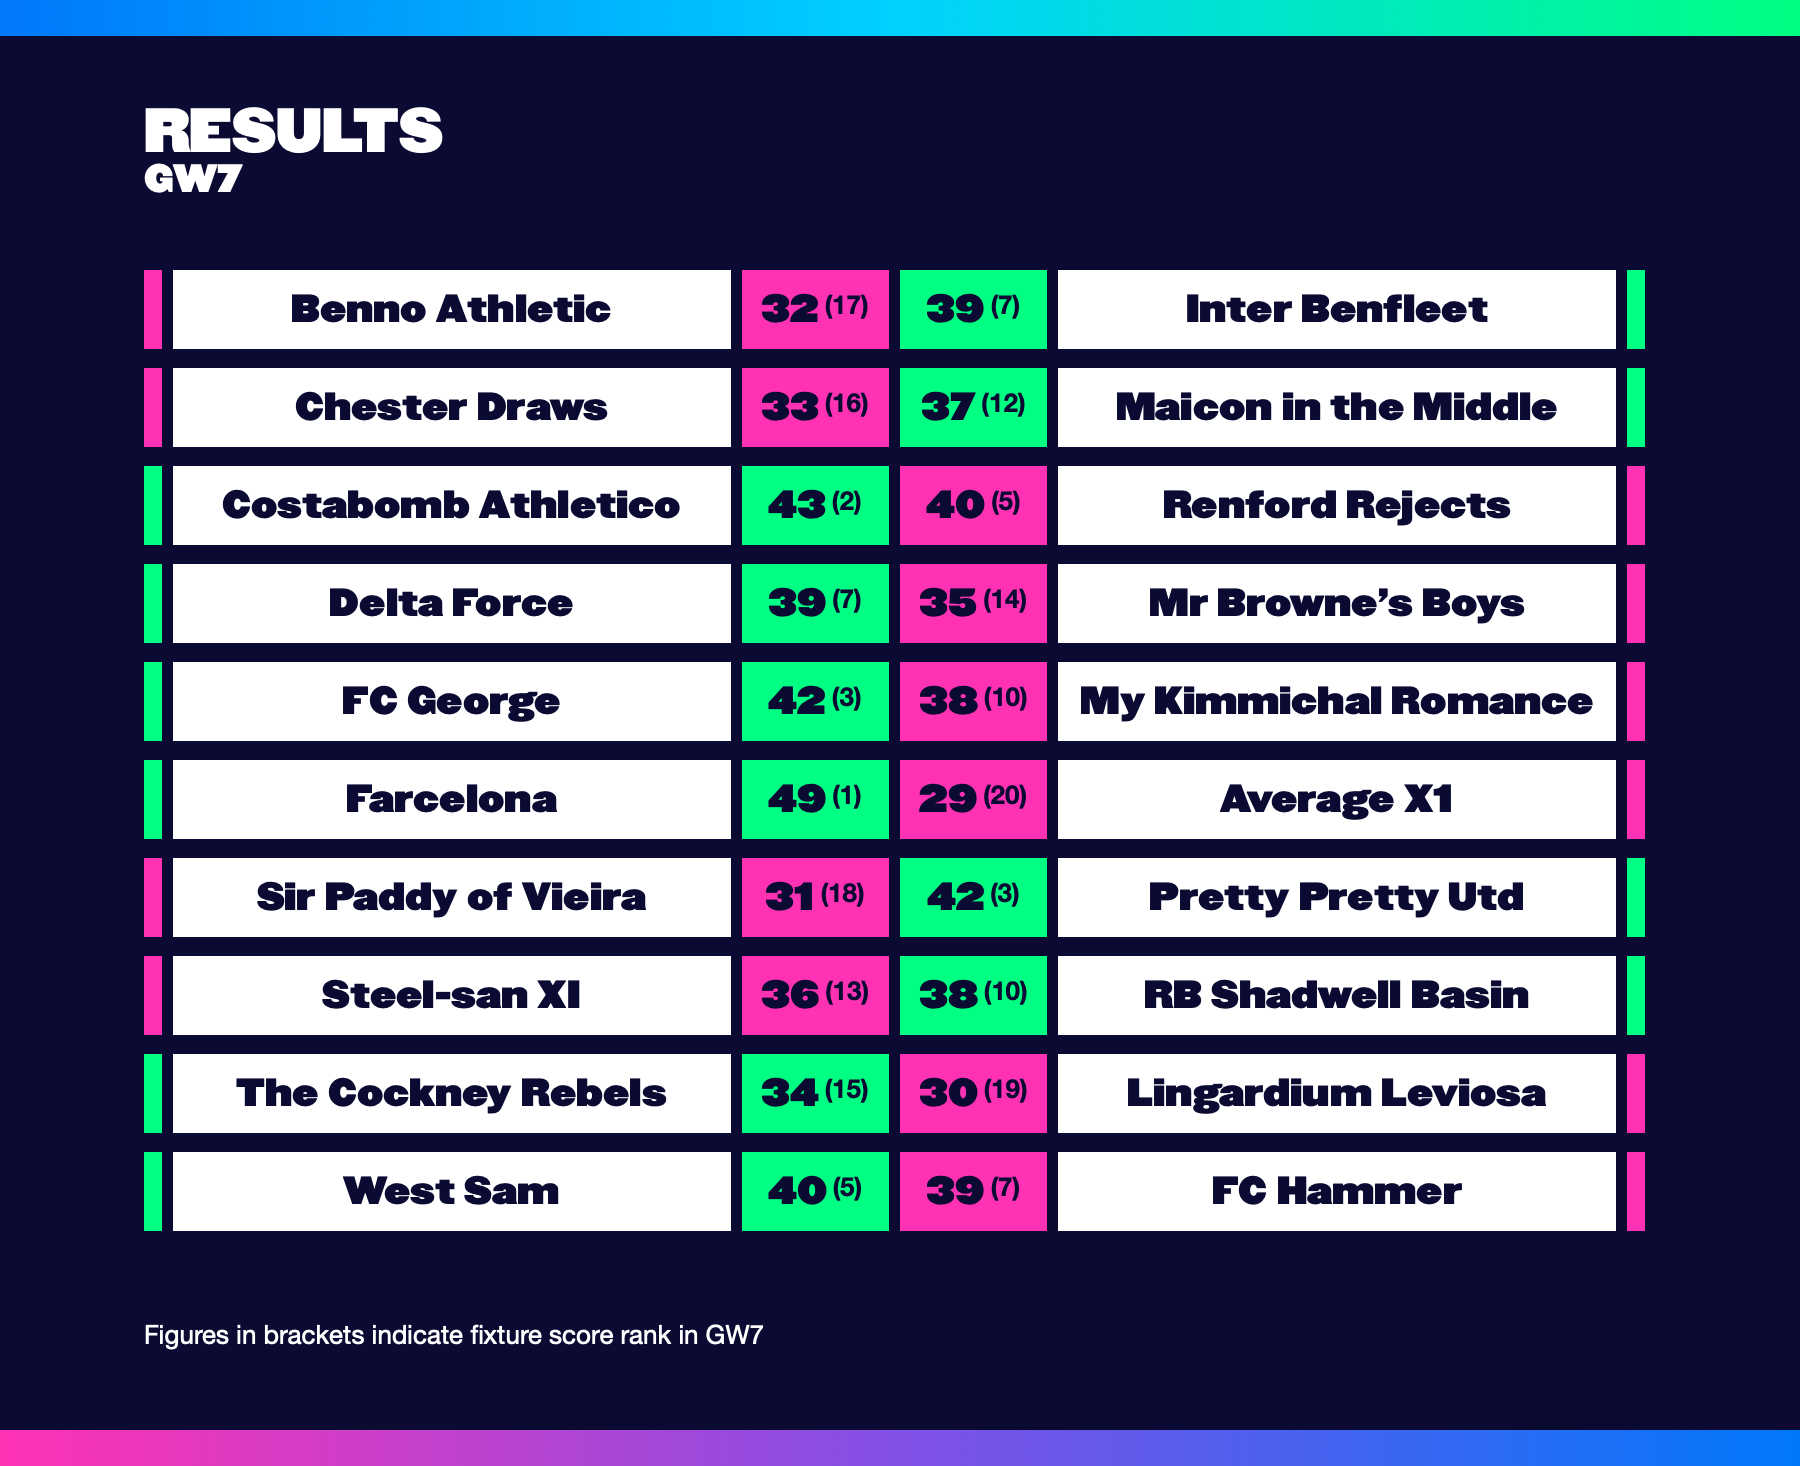 RESULTS
GW7
Benno Athletic 32 (17) 39 (7) Inter Benfleet
Chester Draws 33 (16) 37 (12) Maicon in the Middle
Costabomb Athletico 43 (2) 40 (5) Renford Rejects
Delta Force 39 (7) 35 (14) Mr Browne’s Boys
FC George 42 (3) 38 (10) My Kimmichal Romance
Farcelona 49 (1) 29 (20) Average X1
Sir Paddy of Vieira 31 (18) 42 (3) Pretty Pretty Utd
Steel-san XI 36 (13) 38 (10) RB Shadwell Basin
The Cockney Rebels 34 (15) 30 (19) Lingardium Leviosa
West Sam 40 (5) 39 (7) FC Hammer
Figures in brackets indicate fixture score rank in GW7